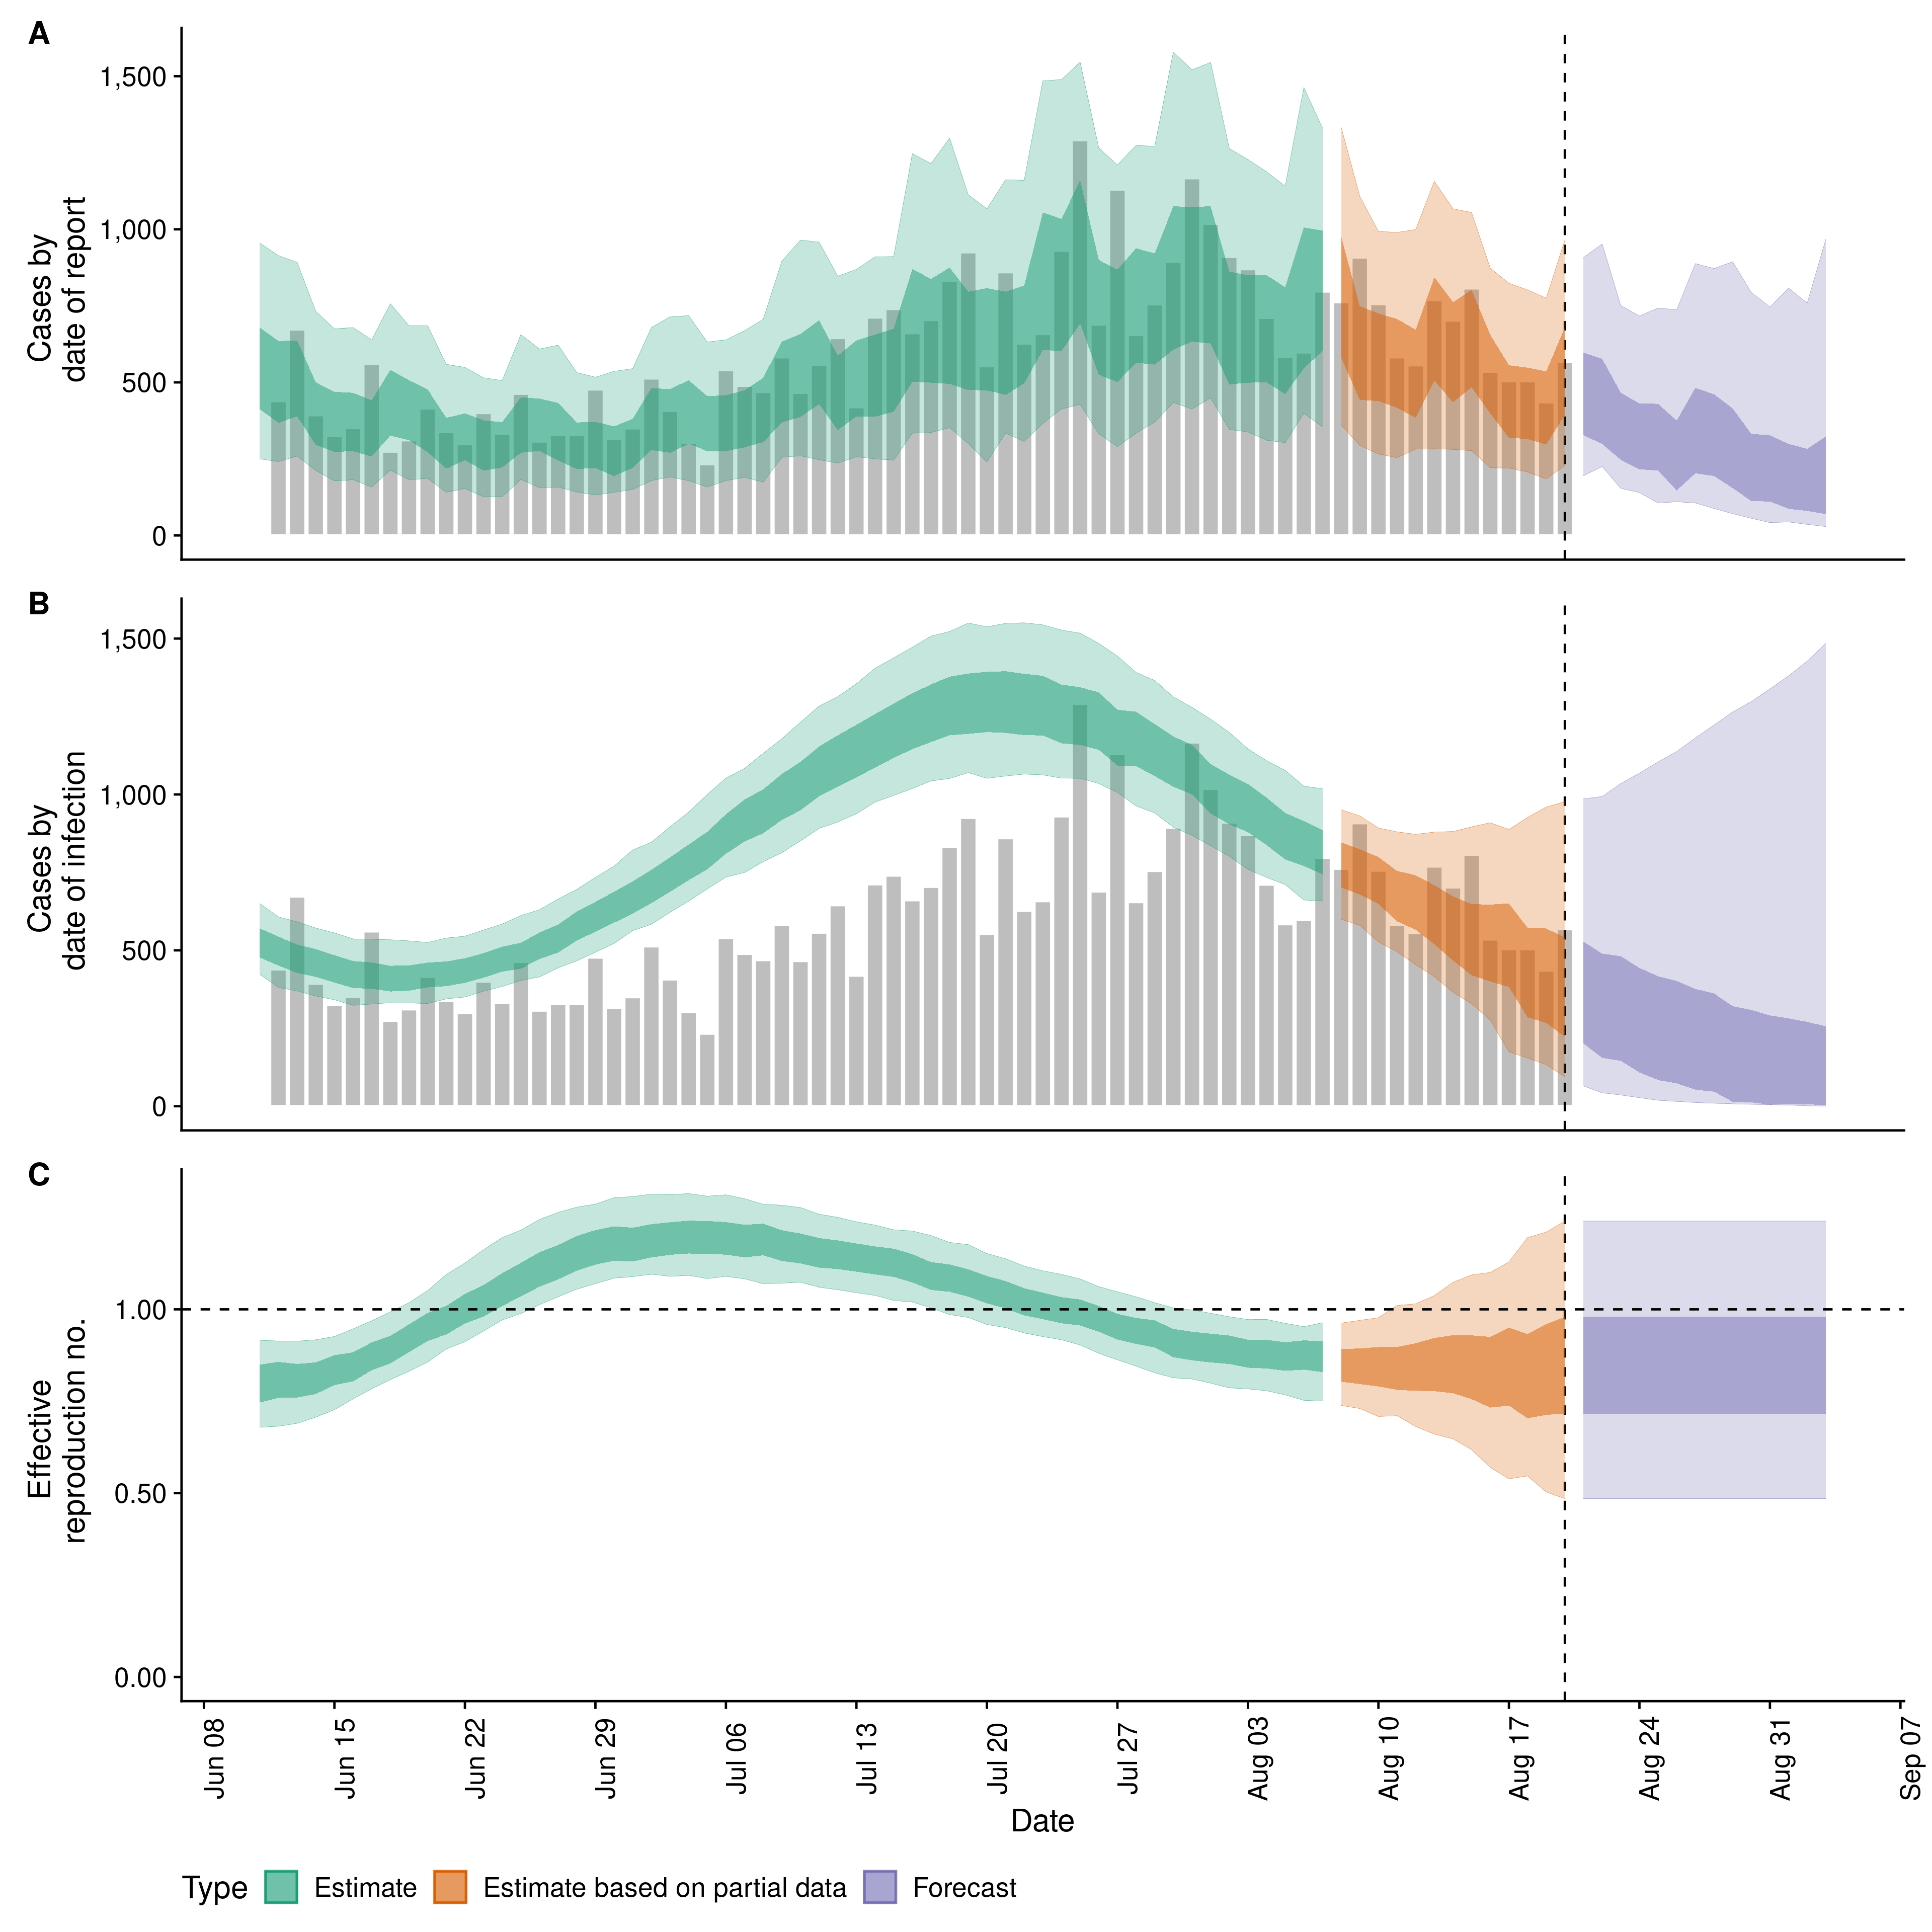 A
1,500
1,000
500
0
Cases by
date of report
B
1,500
1,000
500
0
Cases by
date of infection
C
1.00
0.50
0.00
Effective
reproduction no.
Jun 08
Jun 15
Jun 22
Jun 29
Jul 06
Jul 13
Jul 20
Jul 27
Aug 03
Aug 10
Aug 17
Aug 24
Aug 31
Sep 07
Date
Type Estimate Estimate based on partial data Forecast